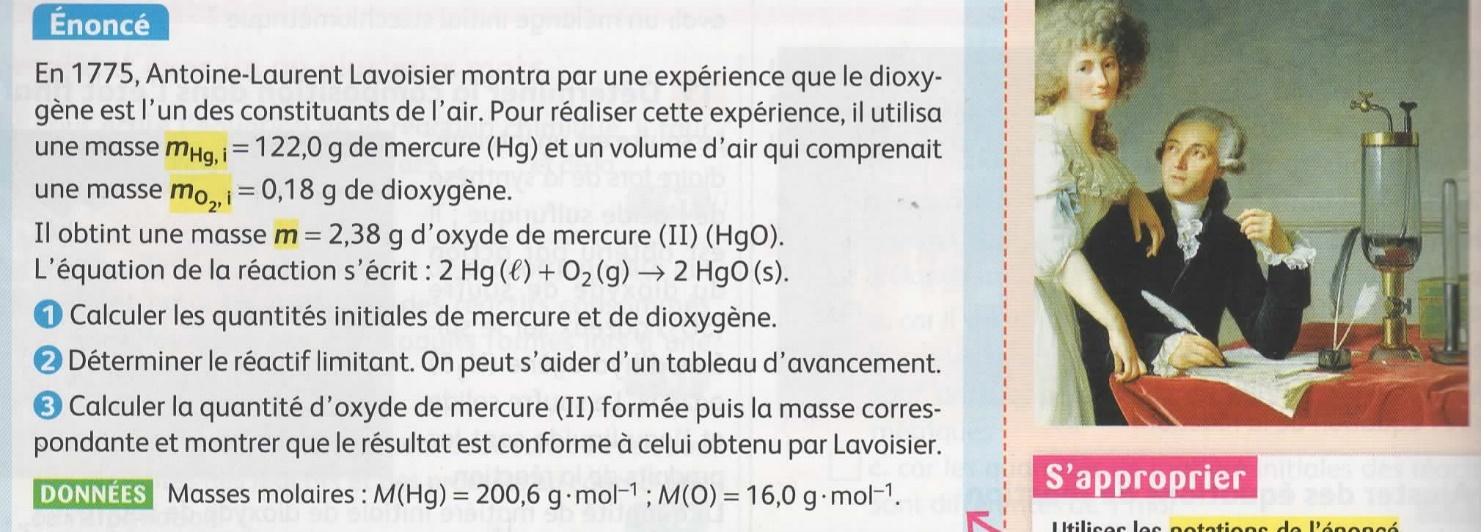 Énoncé
En 1775, Antoine-Laurent Lavoisier montra par une expérience que le dioxy-
gène est l'un des constituants de l'air. Pour réaliser cette expérience, il utilisa
une masse m_Hg, i = 122,0 g de mercure (Hg) et un volume d'air qui comprenait
une masse m_O₂, i = 0,18 g de dioxygène.
Il obtint une masse m = 2,38 g d'oxyde de mercure (II) (HgO).
L'équation de la réaction s'écrit : 2 Hg (ℓ) + O₂ (g) → 2 HgO (s).
1 Calculer les quantités initiales de mercure et de dioxygène.
2 Déterminer le réactif limitant. On peut s'aider d'un tableau d'avancement.
3 Calculer la quantité d'oxyde de mercure (II) formée puis la masse corres-
pondante et montrer que le résultat est conforme à celui obtenu par Lavoisier.
DONNÉES Masses molaires : M(Hg) = 200,6 g·mol⁻¹ ; M(O) = 16,0 g·mol⁻¹.
S'approprier
Utiliser les notations de l'énoncé